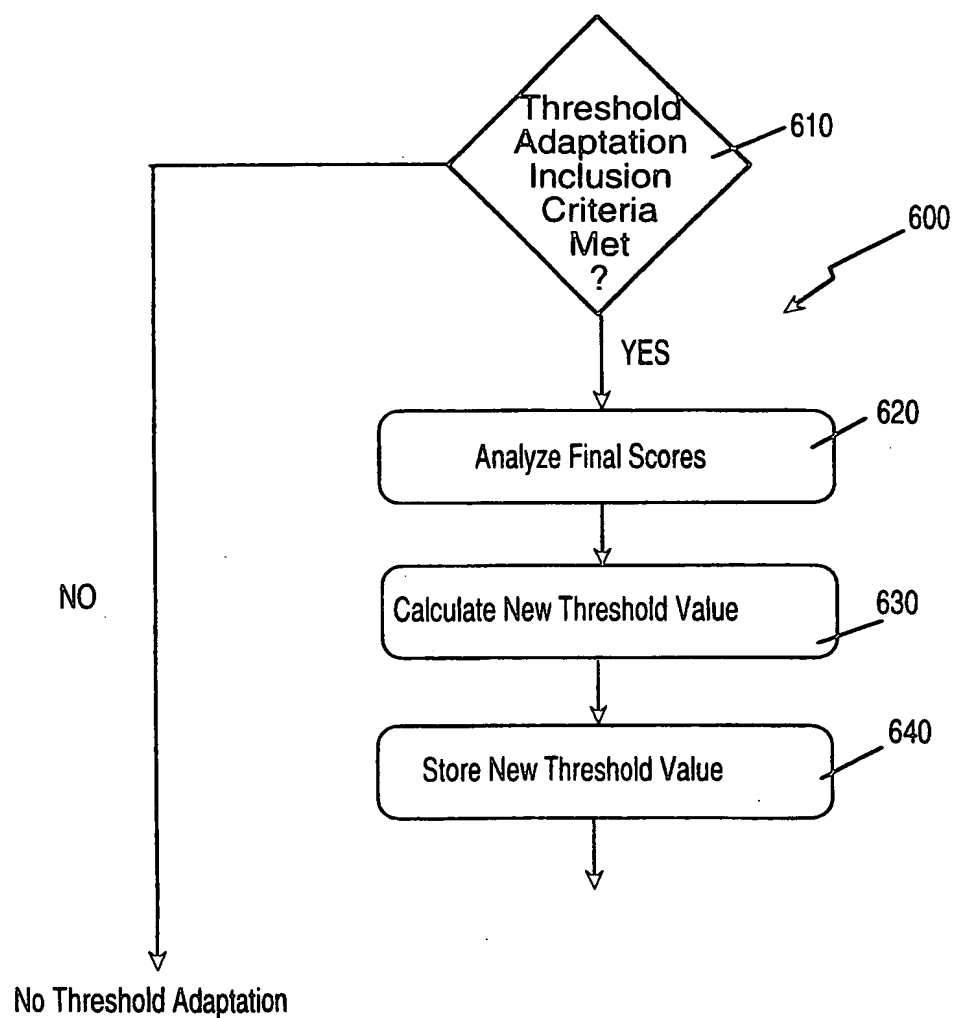 Threshold
Adaptation
Inclusion
Criteria
Met
?
610
600
YES
620
Analyze Final Scores
NO
Calculate New Threshold Value
630
640
Store New Threshold Value
No Threshold Adaptation